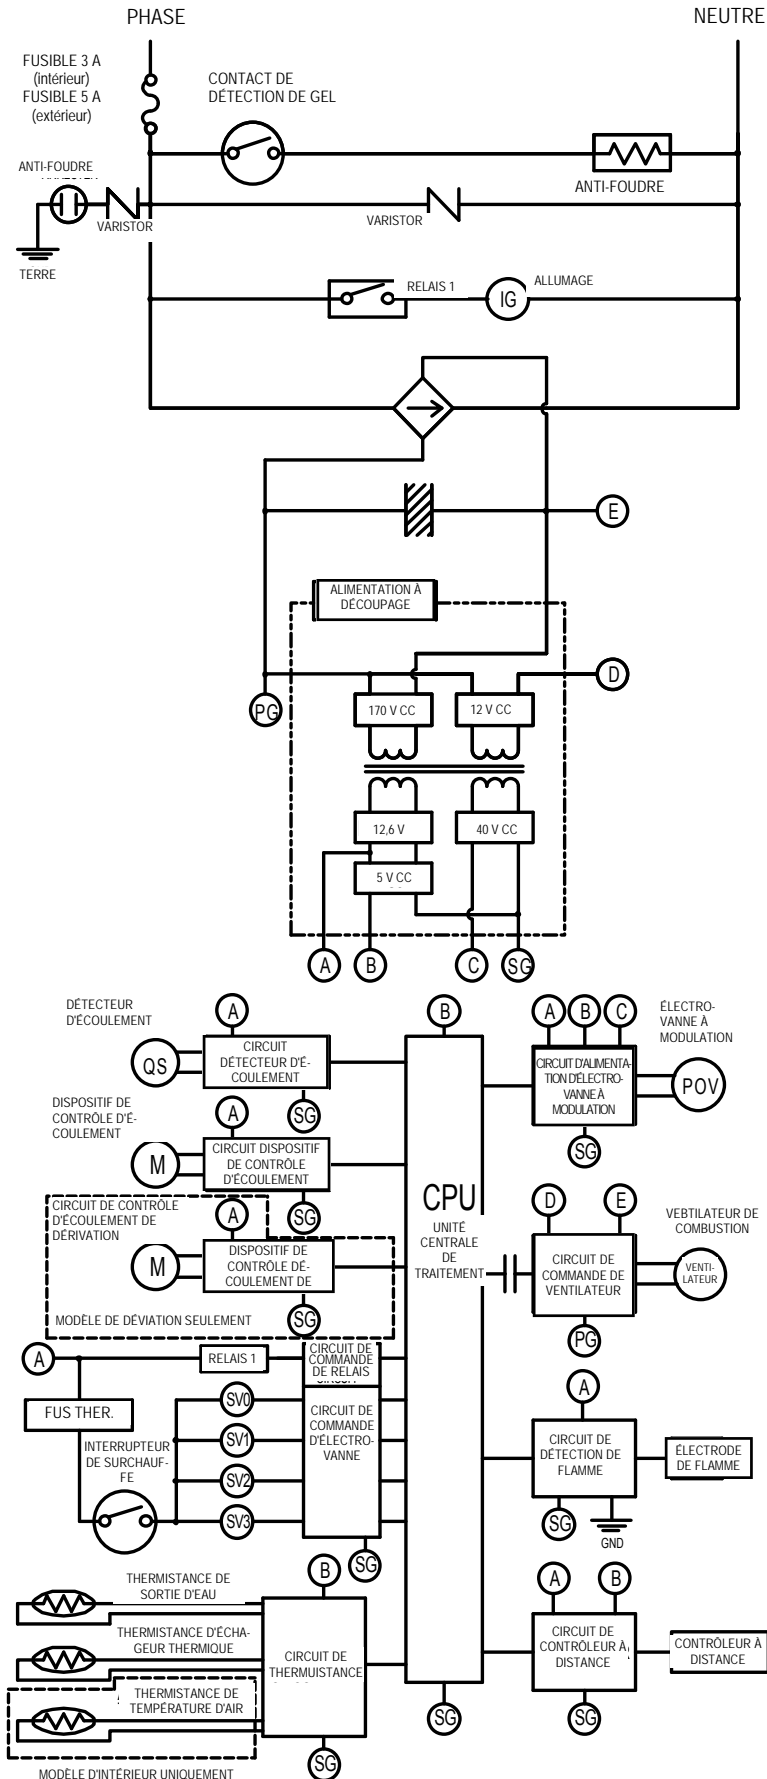 PHASE
NEUTRE
FUSIBLE 3 A
(intérieur)
FUSIBLE 5 A
(extérieur)
CONTACT DE
DÉTECTION DE GEL
ANTI-FOUDRE
ANTI-FOUDRE
VARISTOR
VARISTOR
TERRE
RELAIS 1
IG
ALLUMAGE
E
ALIMENTATION À
DÉCOUPAGE
D
PG
170 V CC
12 V CC
12,6 V
40 V CC
5 V CC
A
B
C
SG
DÉTECTEUR
D'ÉCOULEMENT
A
QS
CIRCUIT
DÉTECTEUR D'É-
COULEMENT
SG
DISPOSITIF DE
CONTRÔLE D'É-
COULEMENT
A
M
CIRCUIT DISPOSITIF
DE CONTRÔLE
D'ÉCOULEMENT
SG
CIRCUIT DE CONTRÔLE
D'ÉCOULEMENT DE
DÉRIVATION
A
M
DISPOSITIF DE
CONTRÔLE DÉ-
COULEMENT DE
SG
MODÈLE DE DÉVIATION SEULEMENT
A
RELAIS 1
CIRCUIT DE
COMMANDE
DE RELAIS
FUS THER.
SV0
SV1
SV2
SV3
INTERRUPTEUR
DE SURCHAUF-
FE
CIRCUIT DE
COMMANDE
D'ÉLECTRO-
VANNE
SG
B
THERMISTANCE DE
SORTIE D'EAU
THERMISTANCE D'ÉCHA-
GEUR THERMIQUE
THERMISTANCE DE
TEMPÉRATURE D'AIR
CIRCUIT DE
THERMUISTANCE
SG
MODÈLE D'INTÉRIEUR UNIQUEMENT
B
CPU
UNITÉ
CENTRALE
DE
TRAITEMENT
SG
A
B
C
ÉLECTRO-
VANNE À
MODULATION
CIRCUIT D'ALIMENTA-
TION D'ÉLECTRO-
VANNE À
MODULATION
POV
SG
D
E
VEBTILATEUR DE
COMBUSTION
CIRCUIT DE
COMMANDE DE
VENTILATEUR
VENTI-
LATEUR
PG
A
CIRCUIT DE
DÉTECTION DE
FLAMME
ÉLECTRODE
DE FLAMME
SG
GND
A
B
CIRCUIT DE
CONTRÔLEUR À
DISTANCE
CONTRÔLEUR À
DISTANCE
SG